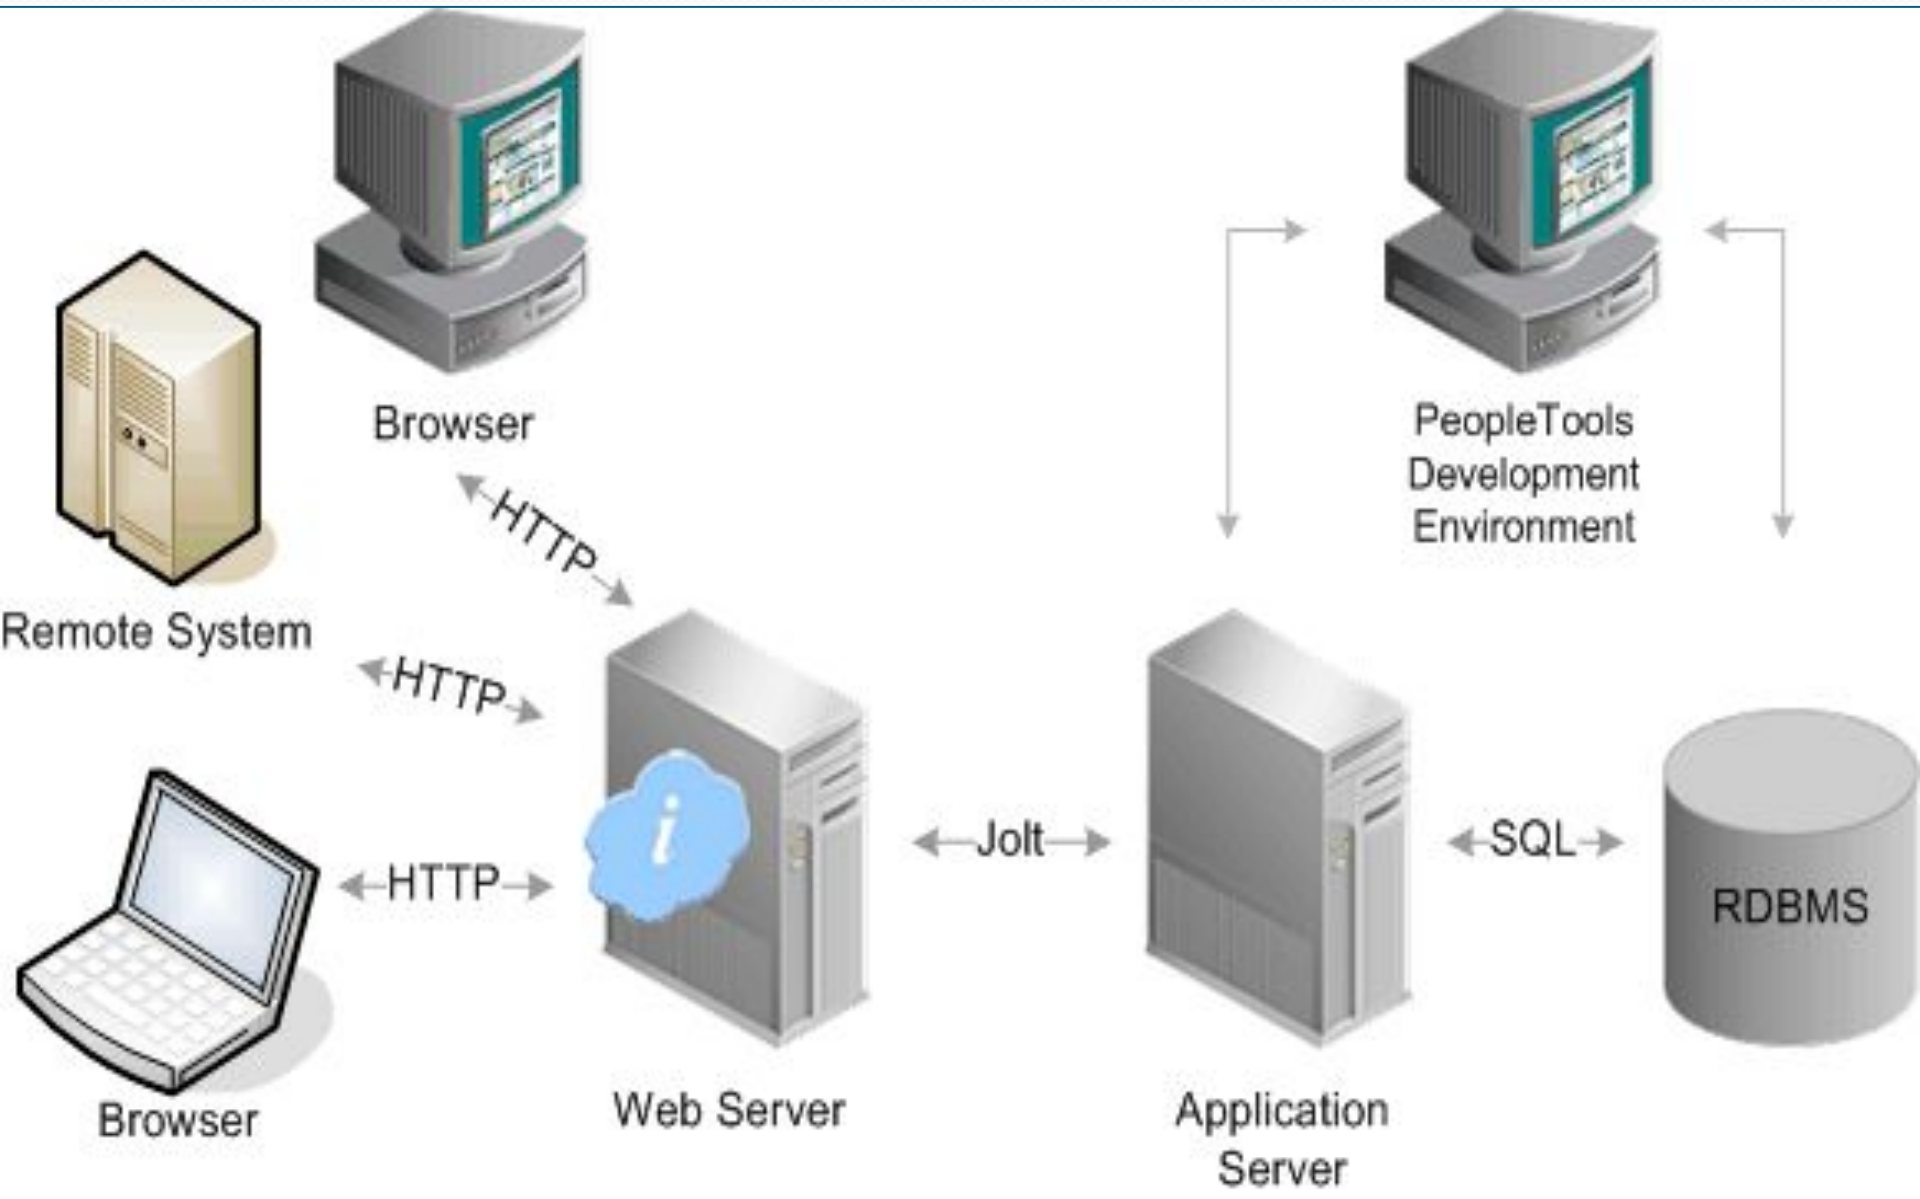 Browser
PeopleTools
Development
Environment
HTTP
Remote System
HTTP
i
Jolt
SQL
HTTP
RDBMS
Browser
Web Server
Application
Server